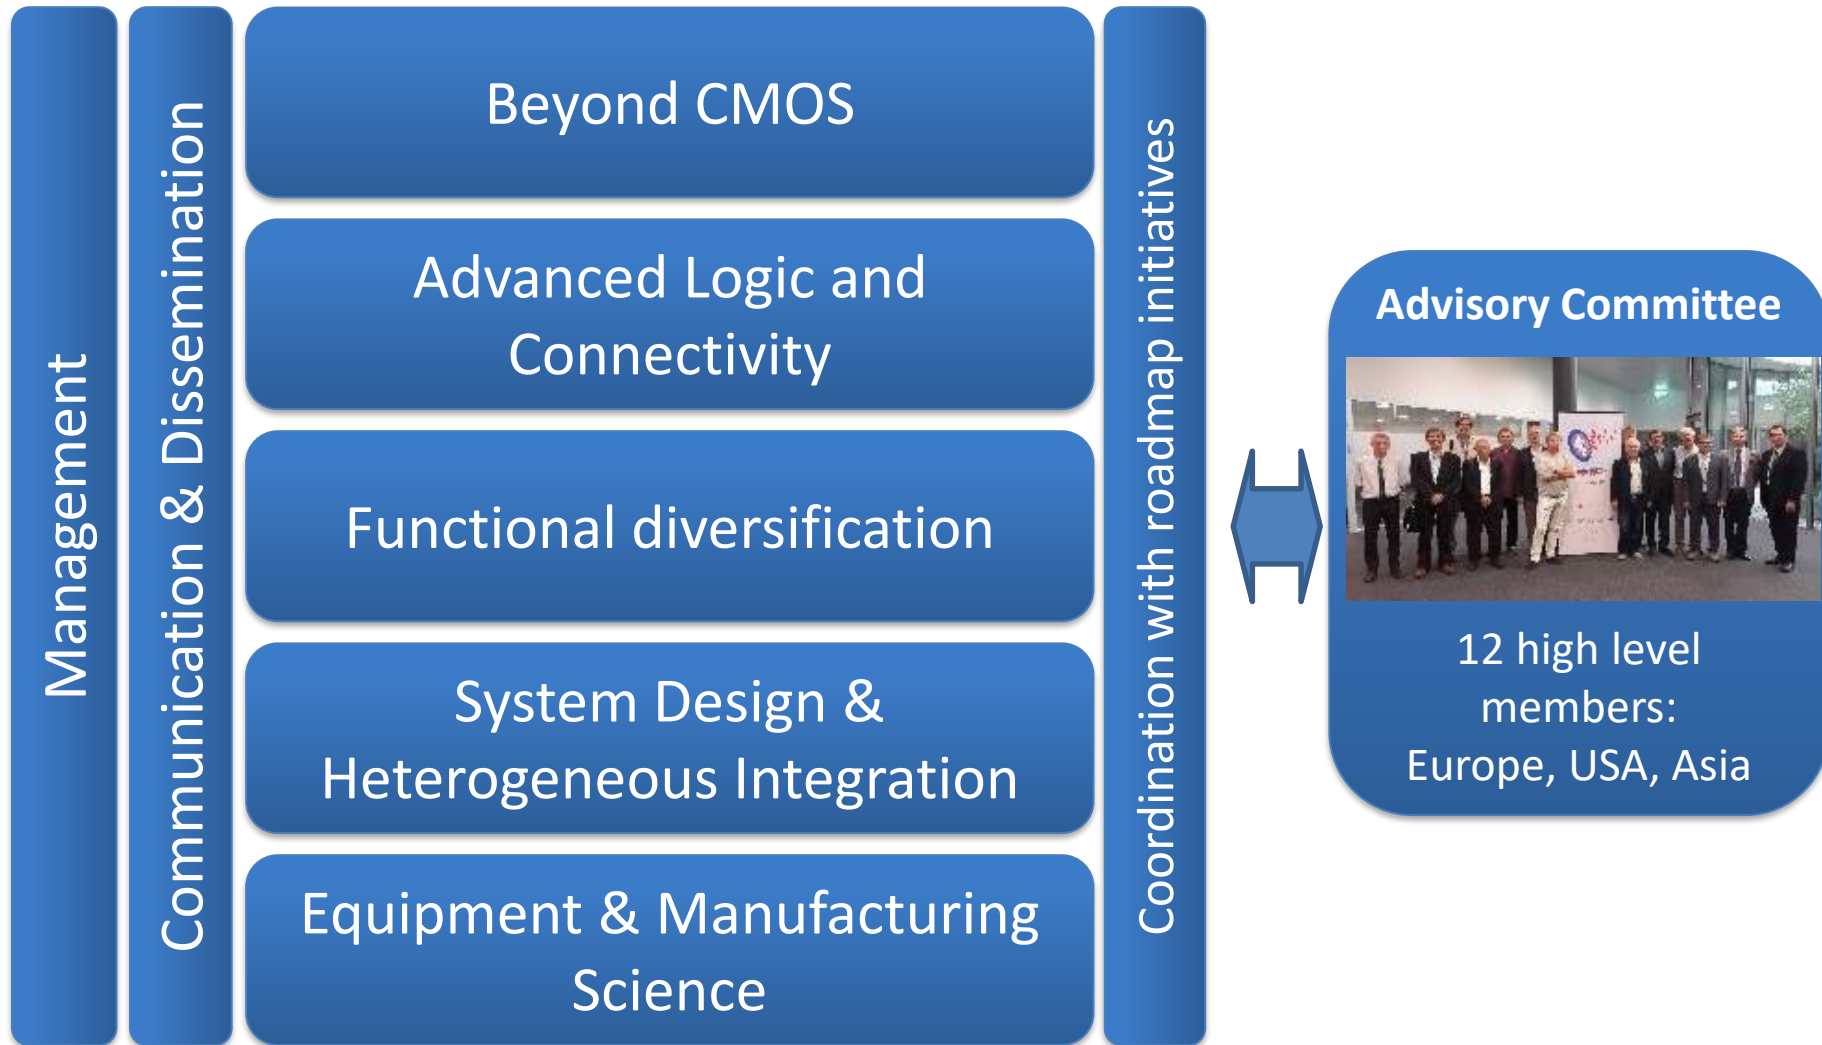 Management
Communication & Dissemination
Beyond CMOS
Advanced Logic and
Connectivity
Functional diversification
System Design &
Heterogeneous Integration
Equipment & Manufacturing
Science
Coordination with roadmap initiatives
Advisory Committee
12 high level
members:
Europe, USA, Asia